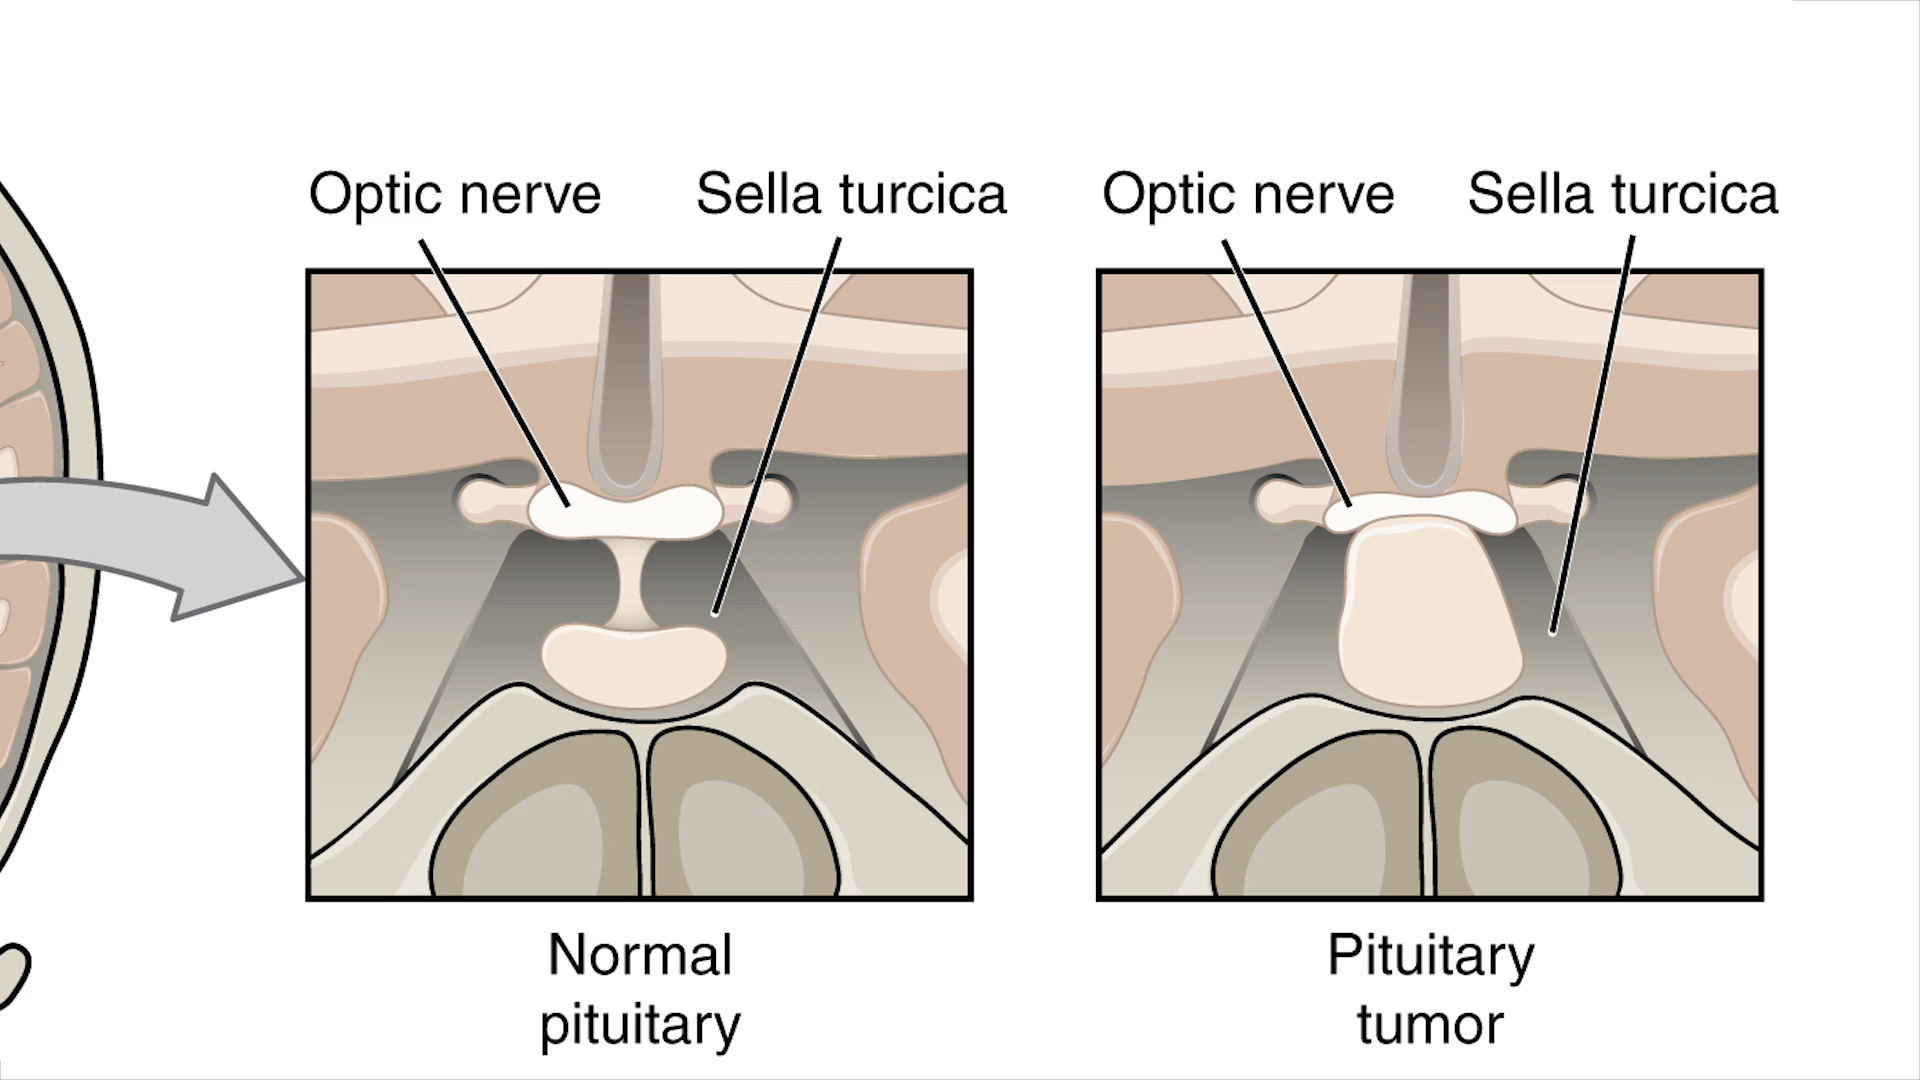 Optic nerve
Sella turcica
Optic nerve
Sella turcica
Normal
pituitary
Pituitary
tumor